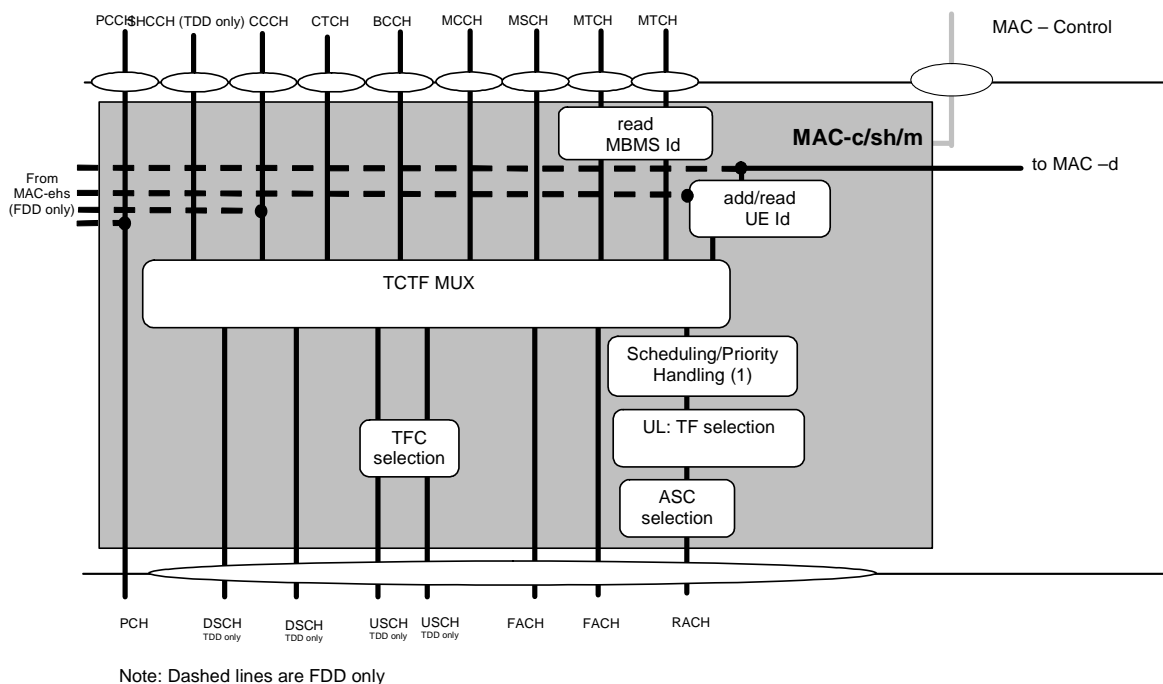 PCCH SHCCH (TDD only) CCCH CTCH BCCH MCCH MSCH MTCH MTCH
MAC – Control
read
MBMS Id
MAC-c/sh/m
From
MAC-ehs
(FDD only)
to MAC –d
add/read
UE Id
TCTF MUX
Scheduling/Priority
Handling (1)
UL: TF selection
TFC
selection
ASC
selection
PCH DSCH DSCH USCH USCH FACH FACH RACH
TDD only TDD only TDD only TDD only
Note: Dashed lines are FDD only